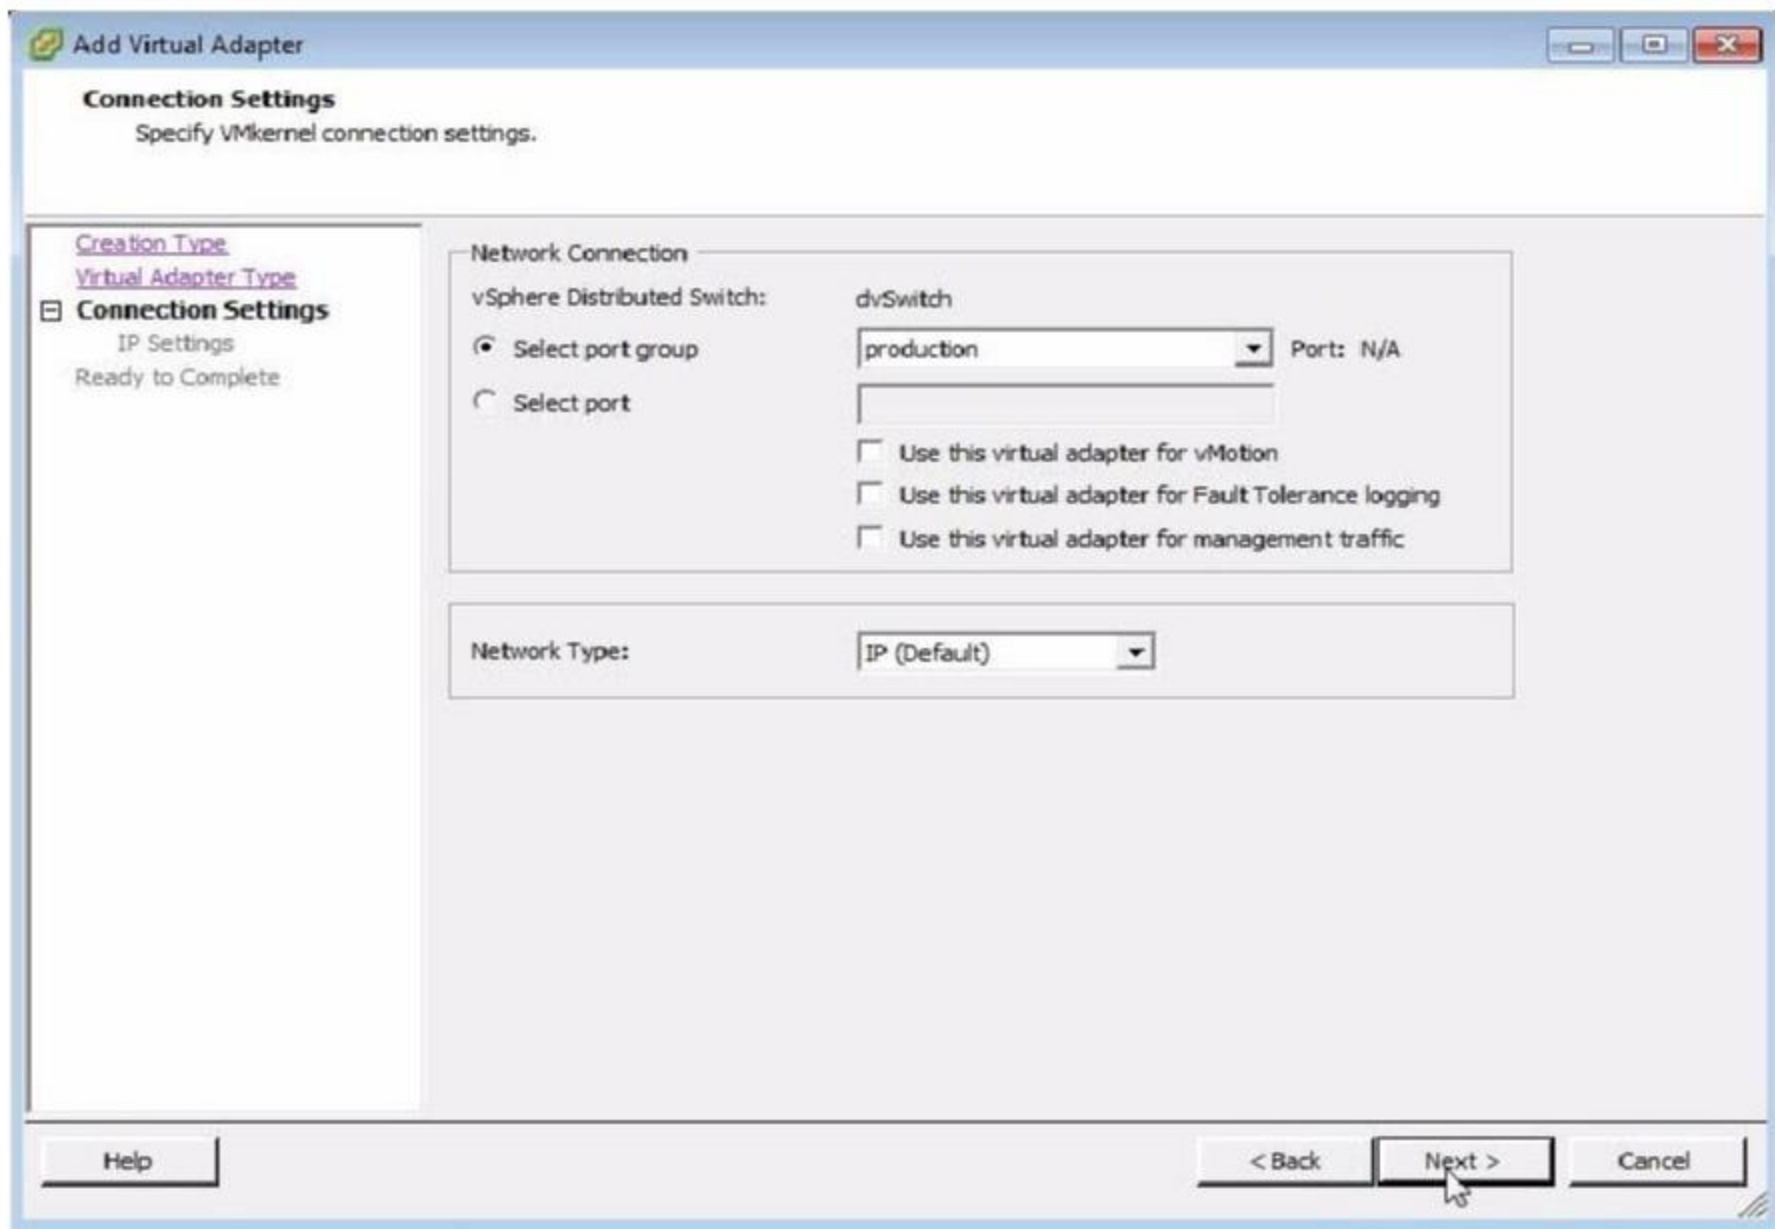 Add Virtual Adapter
Connection Settings
Specify VMkernel connection settings.
Creation Type
Virtual Adapter Type
Connection Settings
IP Settings
Ready to Complete
Network Connection
vSphere Distributed Switch: dvSwitch
Select port group production Port: N/A
Select port
Use this virtual adapter for vMotion
Use this virtual adapter for Fault Tolerance logging
Use this virtual adapter for management traffic
Network Type: IP (Default)
Help < Back Next > Cancel